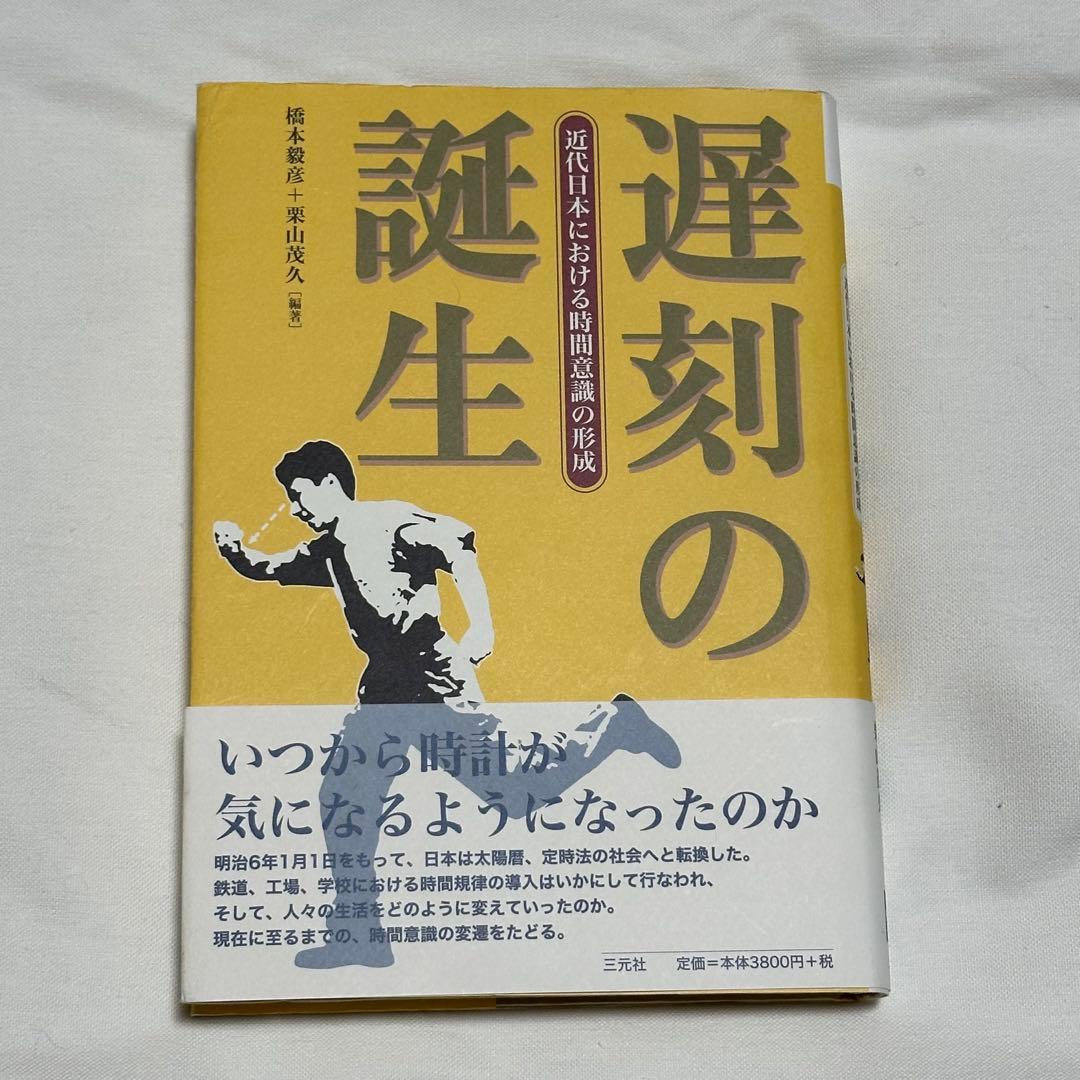 遅刻の
誕生
近代日本における時間意識の形成
橋本毅彦＋栗山茂久［編著］
いつから時計が
気になるようになったのか
明治6年1月1日をもって、日本は太陽暦、定時法の社会へと転換した。
鉄道、工場、学校における時間規律の導入はいかにして行なわれ、
そして、人々の生活をどのように変えていったのか。
現在に至るまでの、時間意識の変遷をたどる。
三元社　定価＝本体3800円＋税